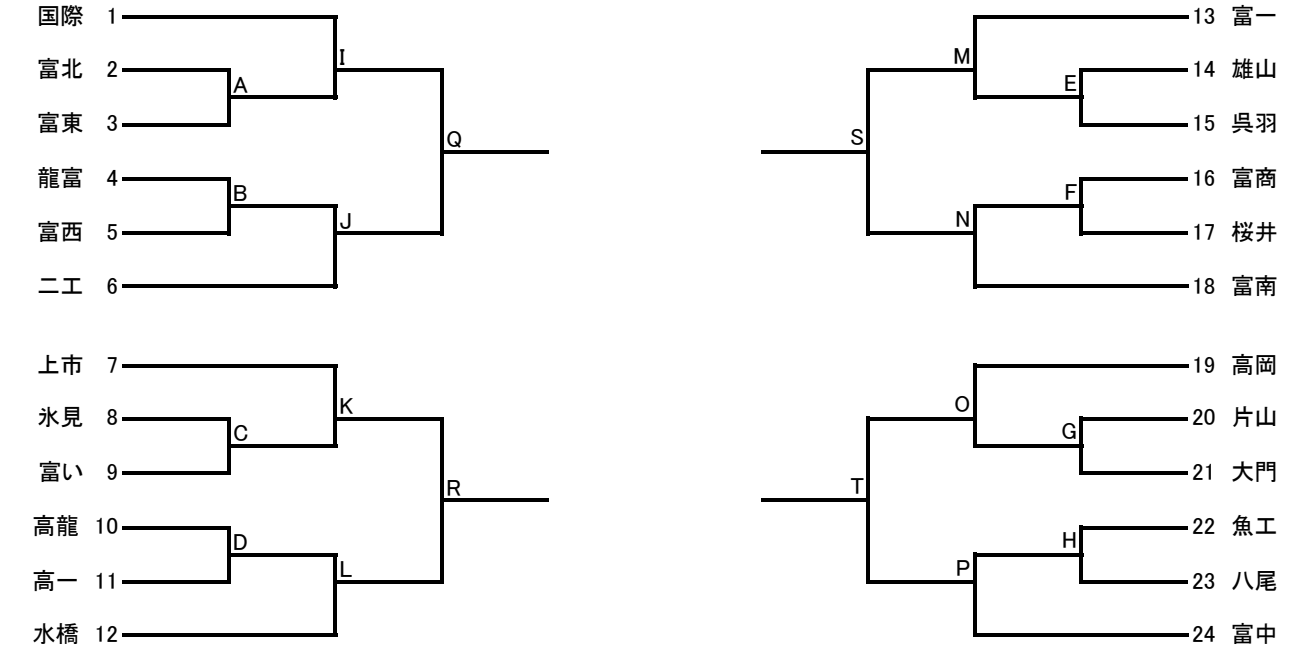 国際 1
富北 2
富東 3
龍富 4
富西 5
二工 6
上市 7
氷見 8
富い 9
高龍 10
高一 11
水橋 12
A
B
C
D
I
J
K
L
Q
R
S
T
M
N
O
P
E
F
G
H
13 富一
14 雄山
15 呉羽
16 富商
17 桜井
18 富南
19 高岡
20 片山
21 大門
22 魚工
23 八尾
24 富中